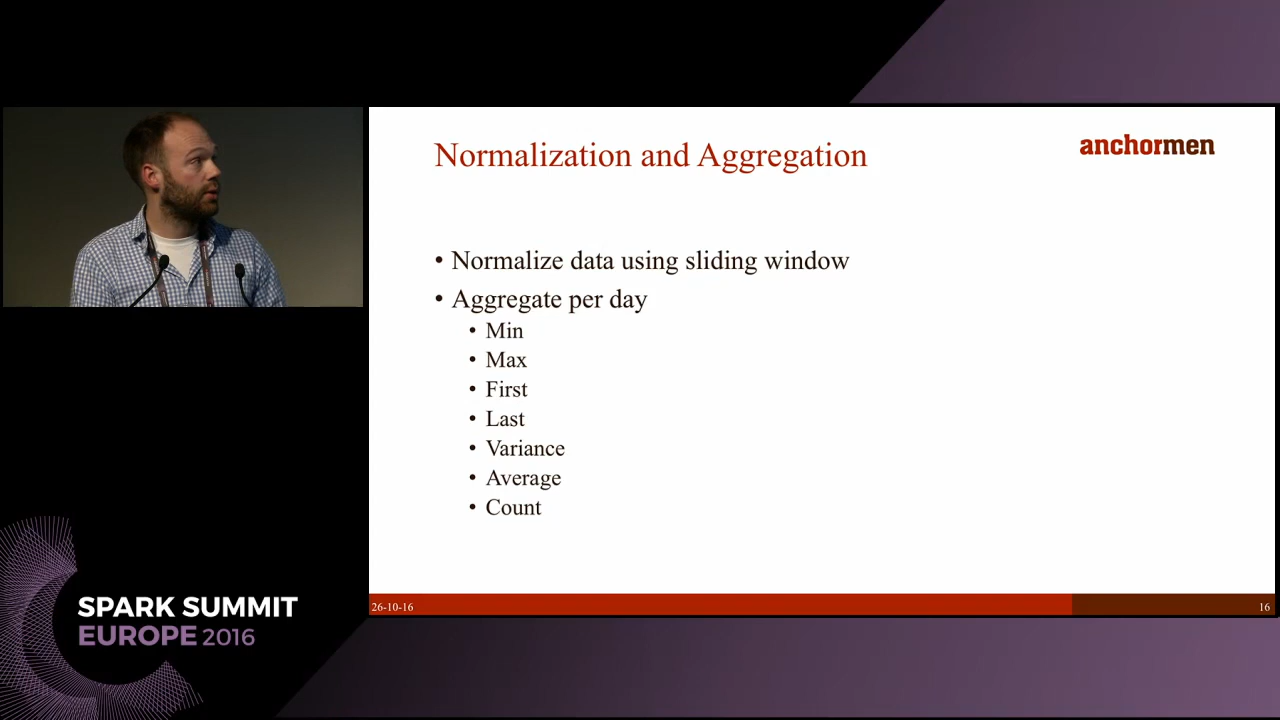 Normalization and Aggregation
anchormen
• Normalize data using sliding window
• Aggregate per day
• Min
• Max
• First
• Last
• Variance
• Average
• Count
26-10-16
16
SPARK SUMMIT
EUROPE 2016